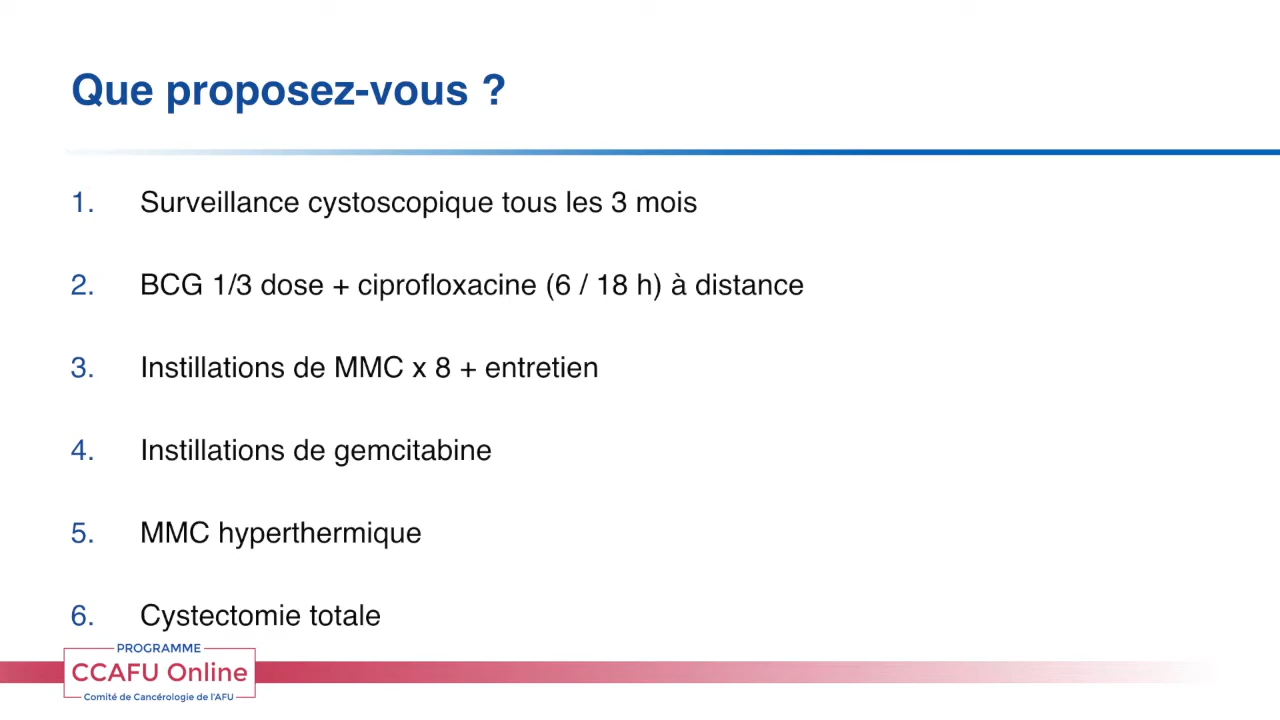 Que proposez-vous ?
1. Surveillance cystoscopique tous les 3 mois
2. BCG 1/3 dose + ciprofloxacine (6 / 18 h) à distance
3. Instillations de MMC x 8 + entretien
4. Instillations de gemcitabine
5. MMC hyperthermique
6. Cystectomie totale
PROGRAMME
CCAFU Online
Comité de Cancérologie de l'AFU